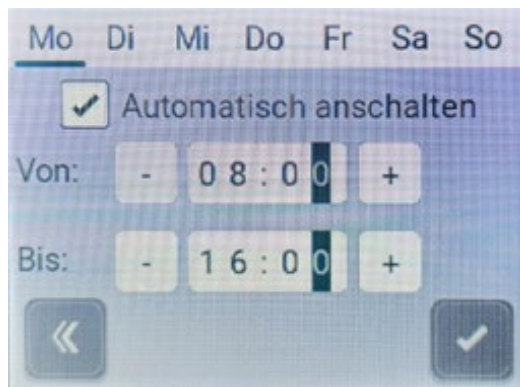 Mo Di Mi Do Fr Sa So
Automatisch anschalten
Von: - 08:00 +
Bis: - 16:00 +